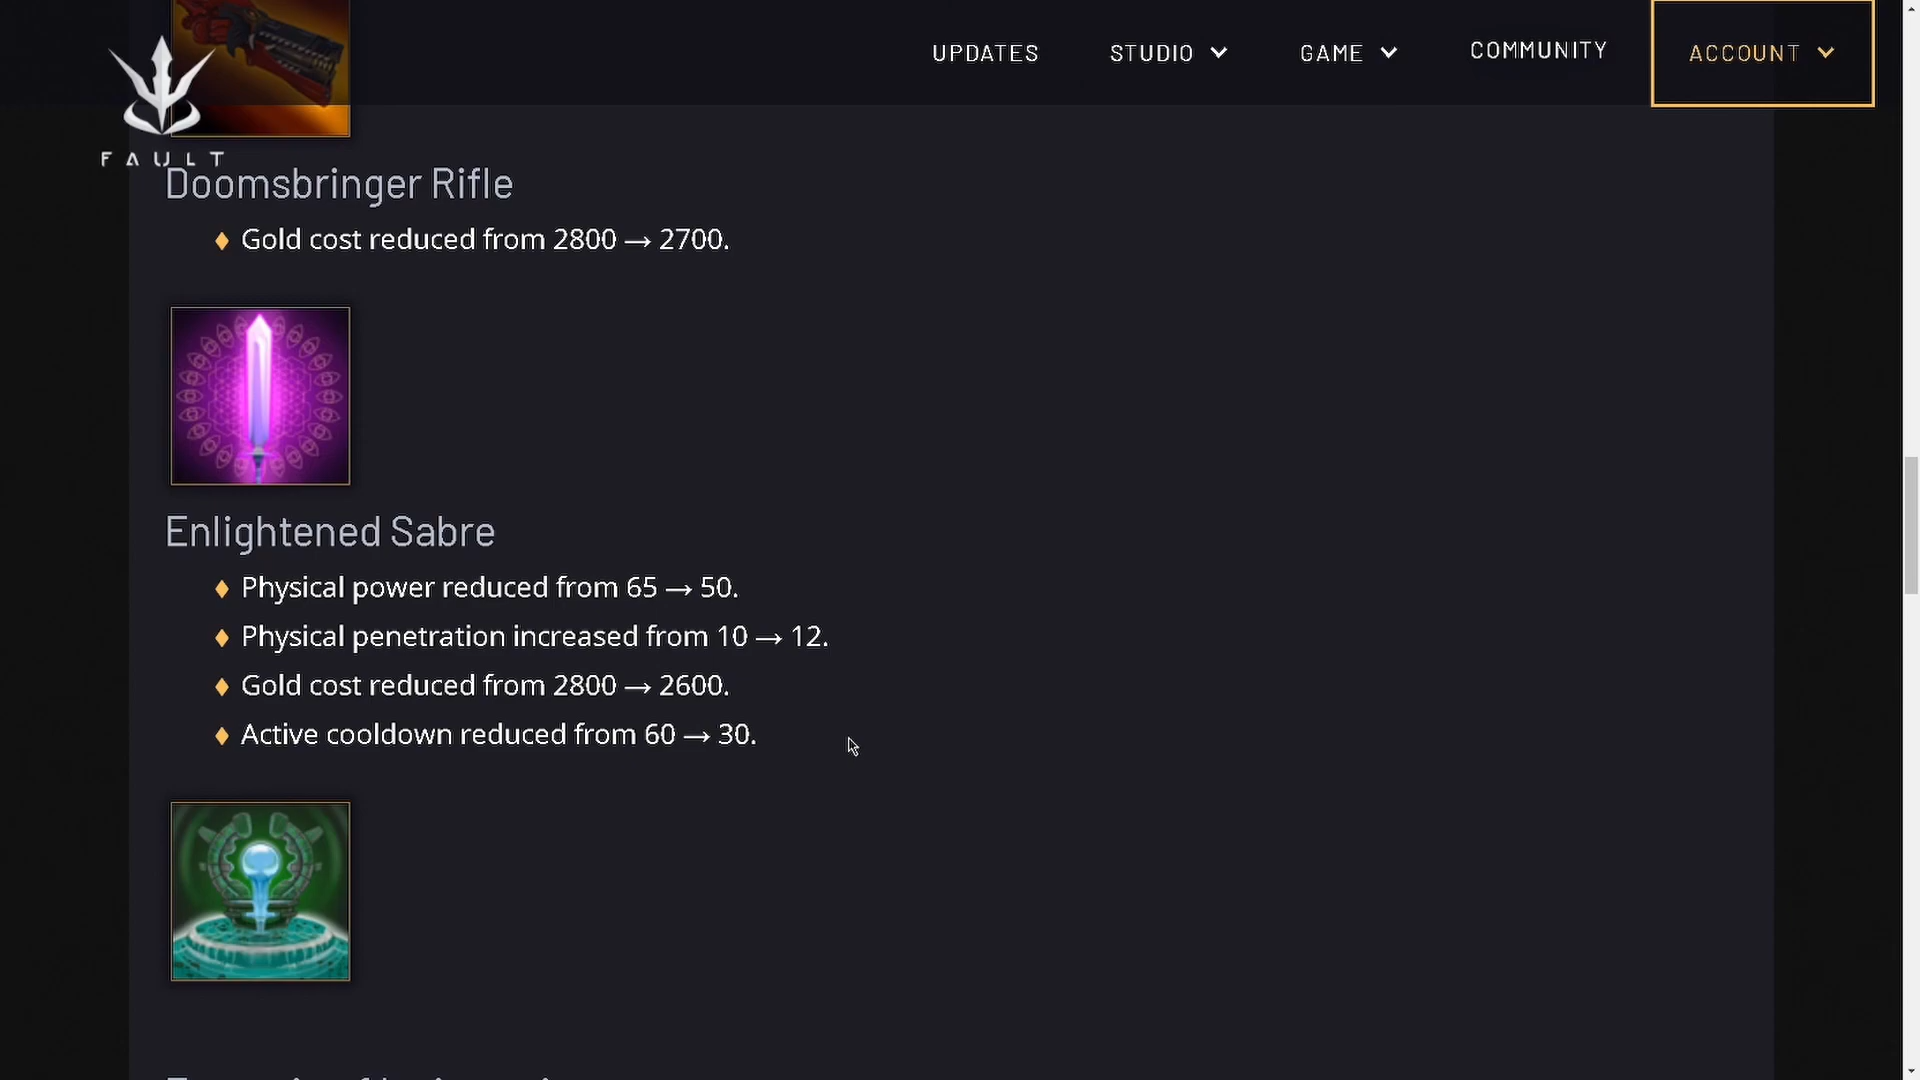 UPDATES STUDIO GAME COMMUNITY ACCOUNT
FAULT
Doomsbringer Rifle
Gold cost reduced from 2800 → 2700.
Enlightened Sabre
Physical power reduced from 65 → 50.
Physical penetration increased from 10 → 12.
Gold cost reduced from 2800 → 2600.
Active cooldown reduced from 60 → 30.